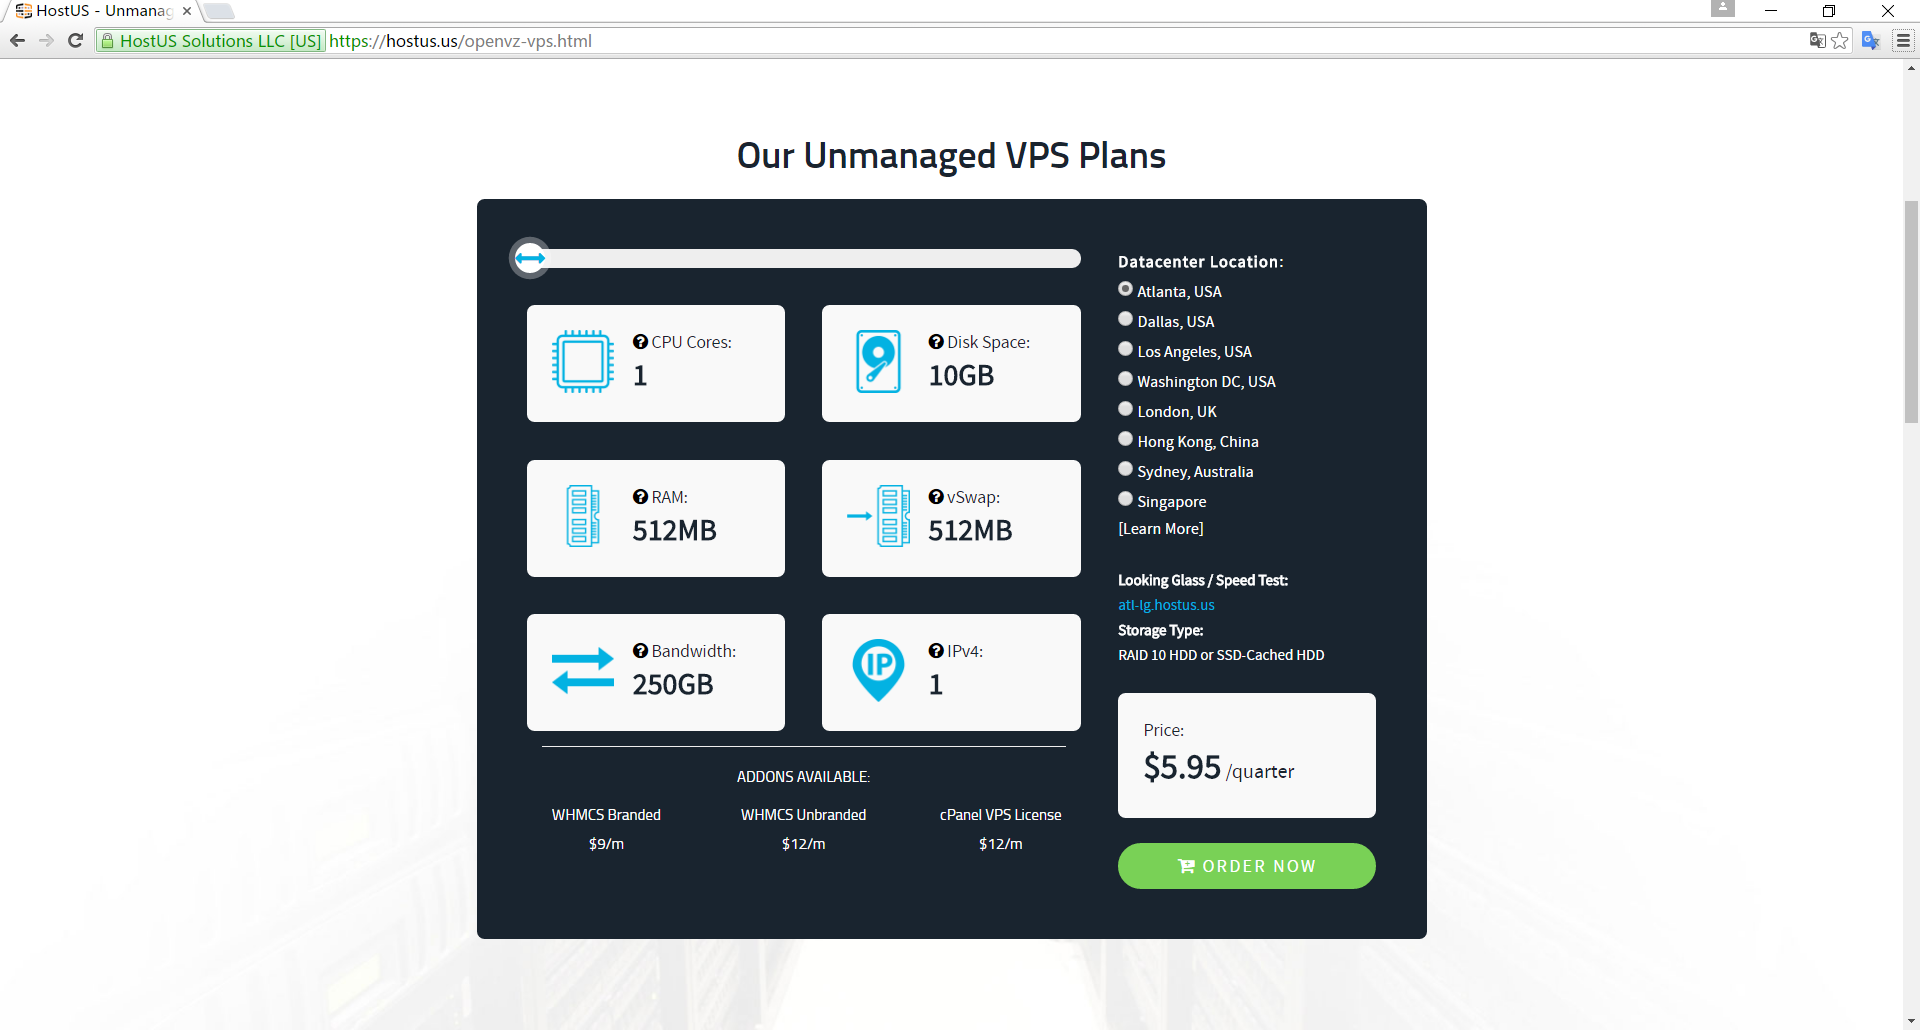 HostUS - Unmanag
HostUS Solutions LLC [US] https://hostus.us/openvz-vps.html
Our Unmanaged VPS Plans
CPU Cores:
1
Disk Space:
10GB
RAM:
512MB
vSwap:
512MB
Bandwidth:
250GB
IP
IPv4:
1
ADDONS AVAILABLE:
WHMCS Branded
$9/m
WHMCS Unbranded
$12/m
cPanel VPS License
$12/m
Datacenter Location:
Atlanta, USA
Dallas, USA
Los Angeles, USA
Washington DC, USA
London, UK
Hong Kong, China
Sydney, Australia
Singapore
[Learn More]
Looking Glass / Speed Test:
atl-lg.hostus.us
Storage Type:
RAID 10 HDD or SSD-Cached HDD
Price:
$5.95 /quarter
ORDER NOW